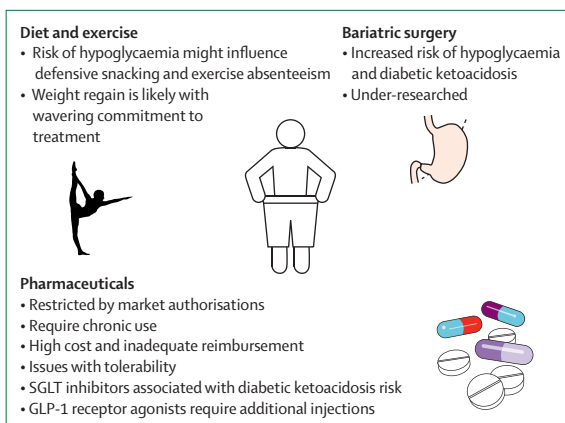 Diet and exercise
• Risk of hypoglycaemia might influence
defensive snacking and exercise absenteeism
• Weight regain is likely with
wavering commitment to
treatment
Bariatric surgery
• Increased risk of hypoglycaemia
and diabetic ketoacidosis
• Under-researched
Pharmaceuticals
• Restricted by market authorisations
• Require chronic use
• High cost and inadequate reimbursement
• Issues with tolerability
• SGLT inhibitors associated with diabetic ketoacidosis risk
• GLP-1 receptor agonists require additional injections